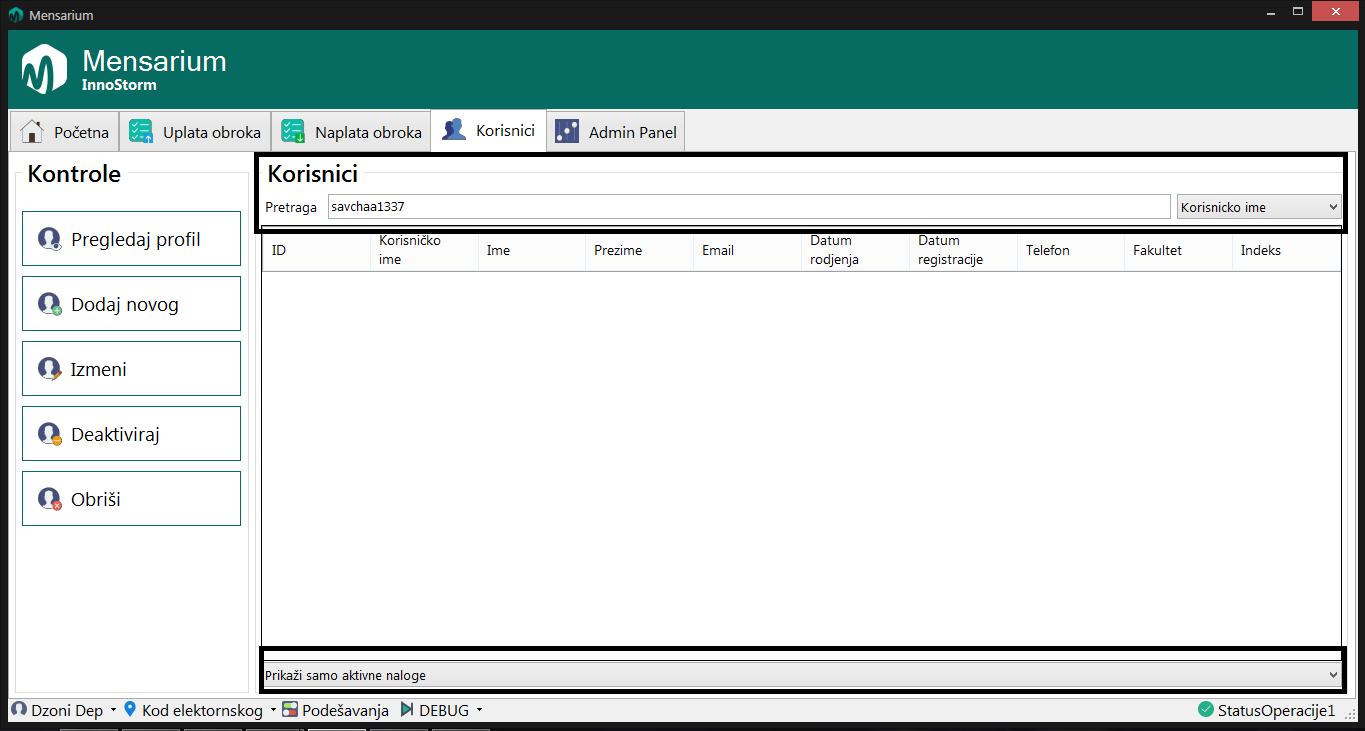 Mensarium
Mensarium
InnoStorm
Početna
Uplata obroka
Naplata obroka
Korisnici
Admin Panel
Kontrole
Pregledaj profil
Dodaj novog
Izmeni
Deaktiviraj
Obriši
Korisnici
Pretraga
savchaa1337
Korisnicko ime
ID
Korisničko
ime
Ime
Prezime
Email
Datum
rodjenja
Datum
registracije
Telefon
Fakultet
Indeks
Prikaži samo aktivne naloge
Dzoni Dep
Kod elektornskog
Podešavanja
DEBUG
StatusOperacije1